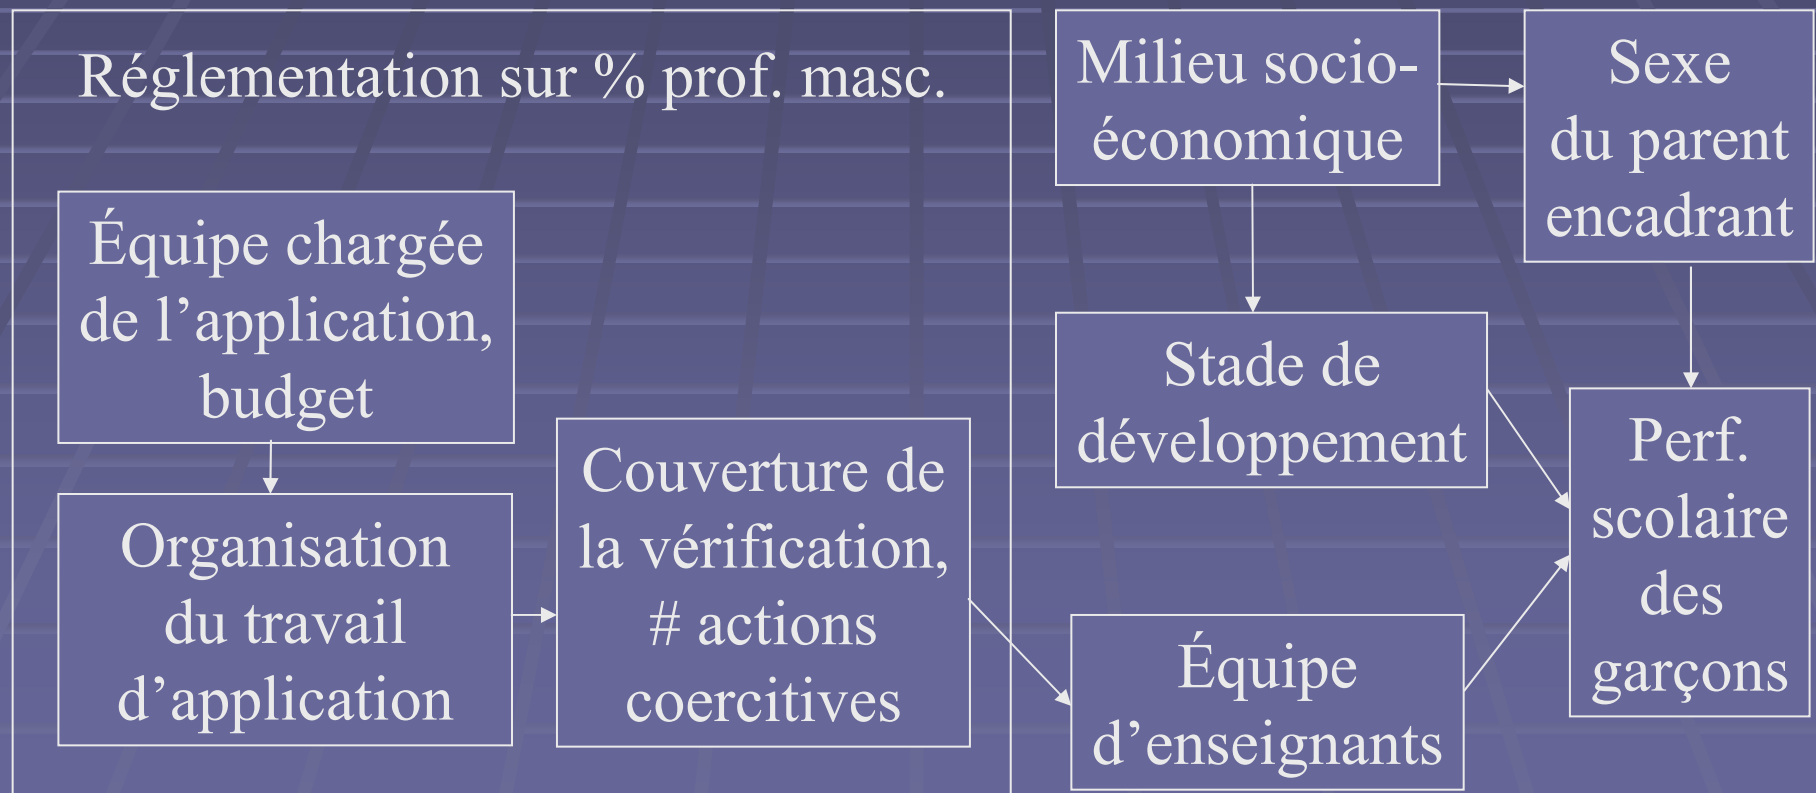 Réglementation sur % prof. masc.
Équipe chargée
de l’application,
budget
Organisation
du travail
d’application
Couverture de
la vérification,
# actions
coercitives
Milieu socio-
économique
Sexe
du parent
encadrant
Stade de
développement
Équipe
d’enseignants
Perf.
scolaire
des
garçons